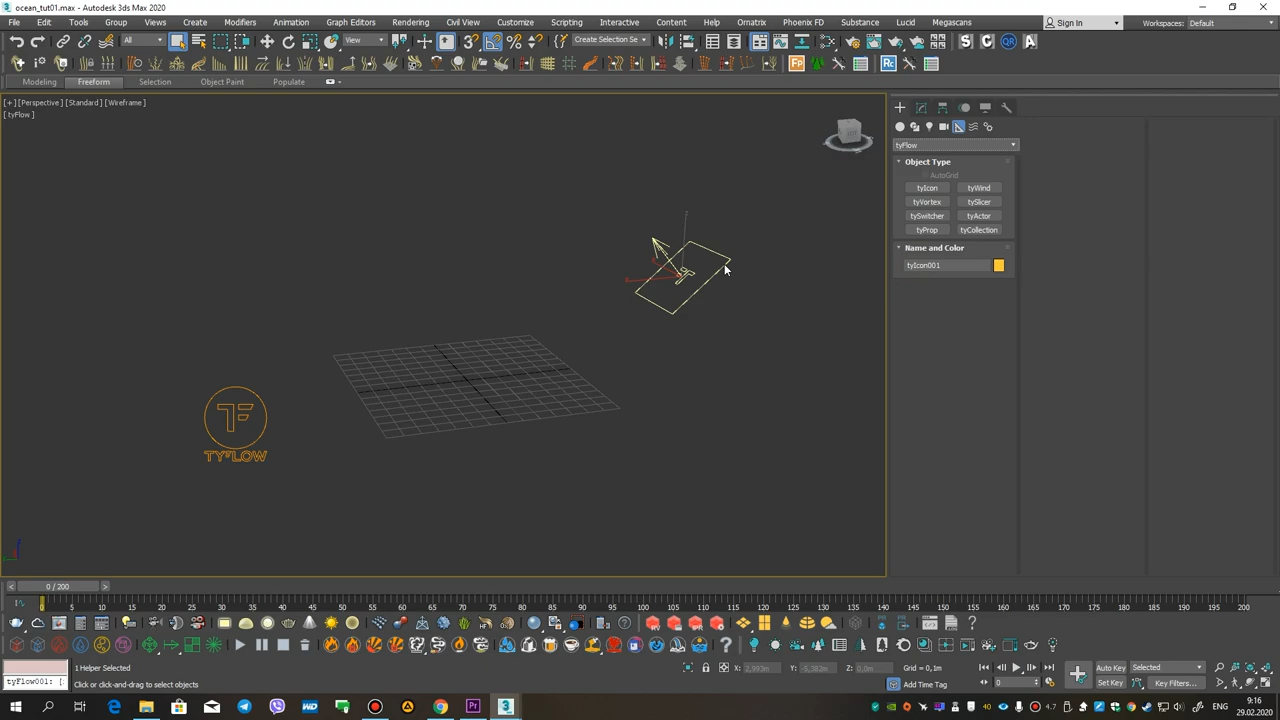 ocean_tut01.max - Autodesk 3ds Max 2020
File Edit Tools Group Views Create Modifiers Animation Graph Editors Rendering Civil View Customize Scripting Interactive Content Help Ornatrix Phoenix FD Substance Lucid Megascans Sign In Workspaces: Default
All View Create Selection Se
Modeling Freeform Selection Object Paint Populate
[+] [Perspective] [Standard] [Wireframe]
[ tyFlow ]
tyFlow
Object Type
AutoGrid
tyIcon tyWind
tyVortex tySlicer
tySwitcher tyActor
tyProp tyCollection
Name and Color
tyIcon001
TF
TYFLOW
0 / 200
0 5 10 15 20 25 30 35 40 45 50 55 60 65 70 75 80 85 90 95 100 105 110 115 120 125 130 135 140 145 150 155 160 165 170 175 180 185 190 195 200
1 Helper Selected
X: 2,993m Y: -5,382m Z: 0,0m Grid = 0,1m
Auto Key Selected
tyFlow001: [
Click or click-and-drag to select objects
Add Time Tag
0
Set Key Key Filters...
9:16
ENG
29.02.2020